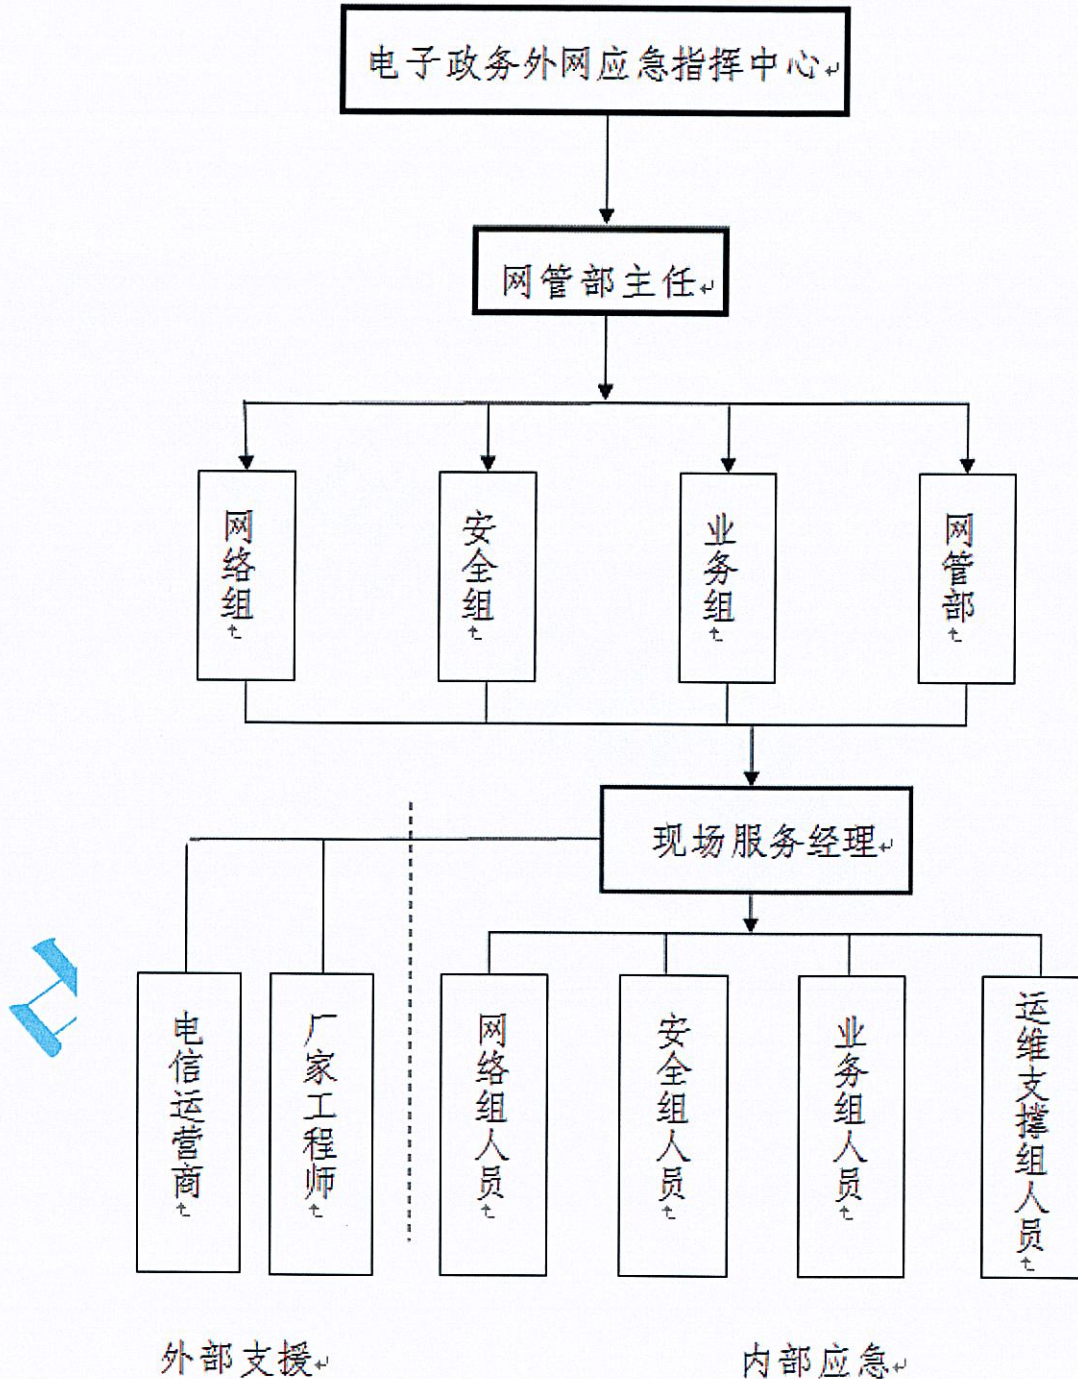 电子政务外网应急指挥中心
网管部主任
网络组
安全组
业务组
网管部
现场服务经理
电信运营商
厂家工程师
网络组人员
安全组人员
业务组人员
运维支撑组人员
外部支援
内部应急